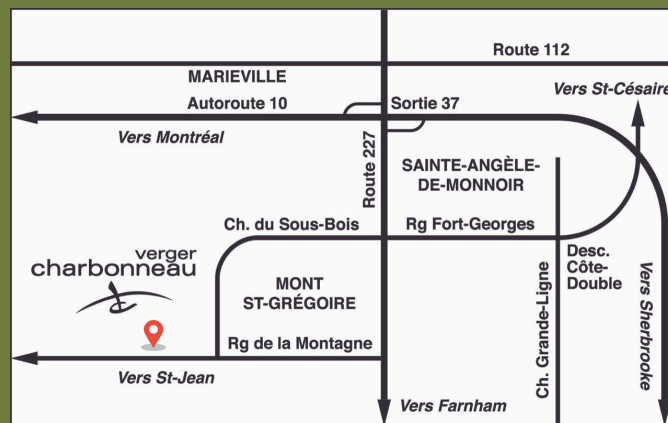 Route 112
MARIEVILLE
Vers St-Césaire
Autoroute 10
Sortie 37
Vers Montréal
Route 227
SAINTE-ANGÈLE-
DE-MONNOIR
Ch. du Sous-Bois
Rg Fort-Georges
verger
charbonneau
Desc.
Côte-
Double
MONT
ST-GRÉGOIRE
Ch. Grande-Ligne
Vers Sherbrooke
Rg de la Montagne
Vers St-Jean
Vers Farnham